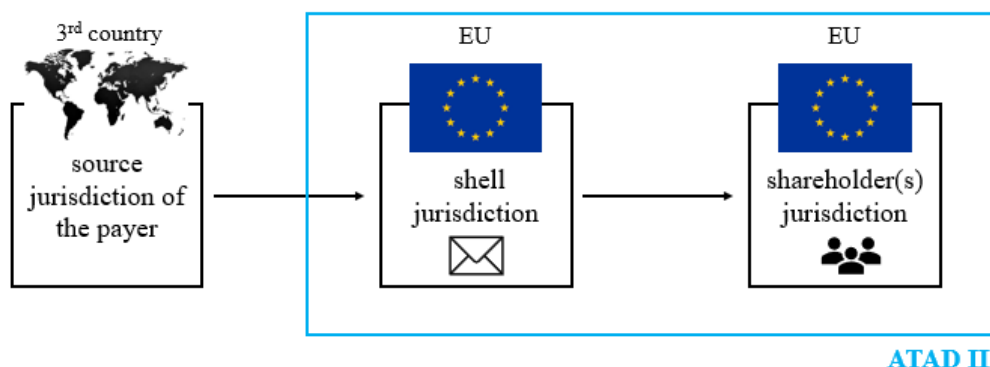 3rd country
source
jurisdiction of
the payer
EU
shell
jurisdiction
EU
shareholder(s)
jurisdiction
ATAD II